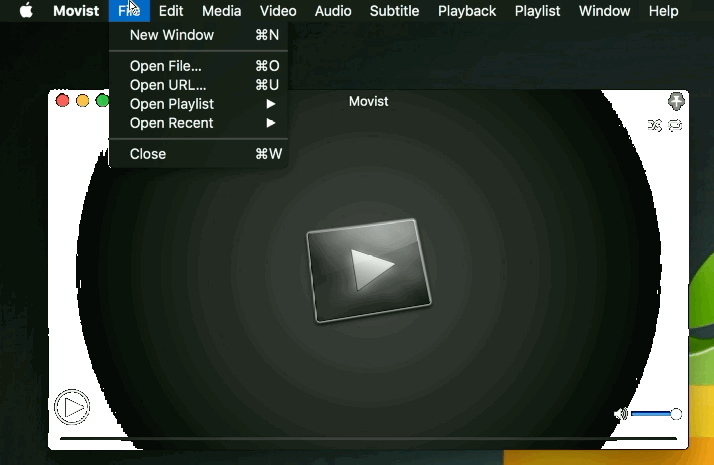 Movist File Edit Media Video Audio Subtitle Playback Playlist Window Help
New Window ⌘N
Open File... ⌘O
Open URL... ⌘U
Open Playlist ▶
Open Recent ▶
Close ⌘W
Movist